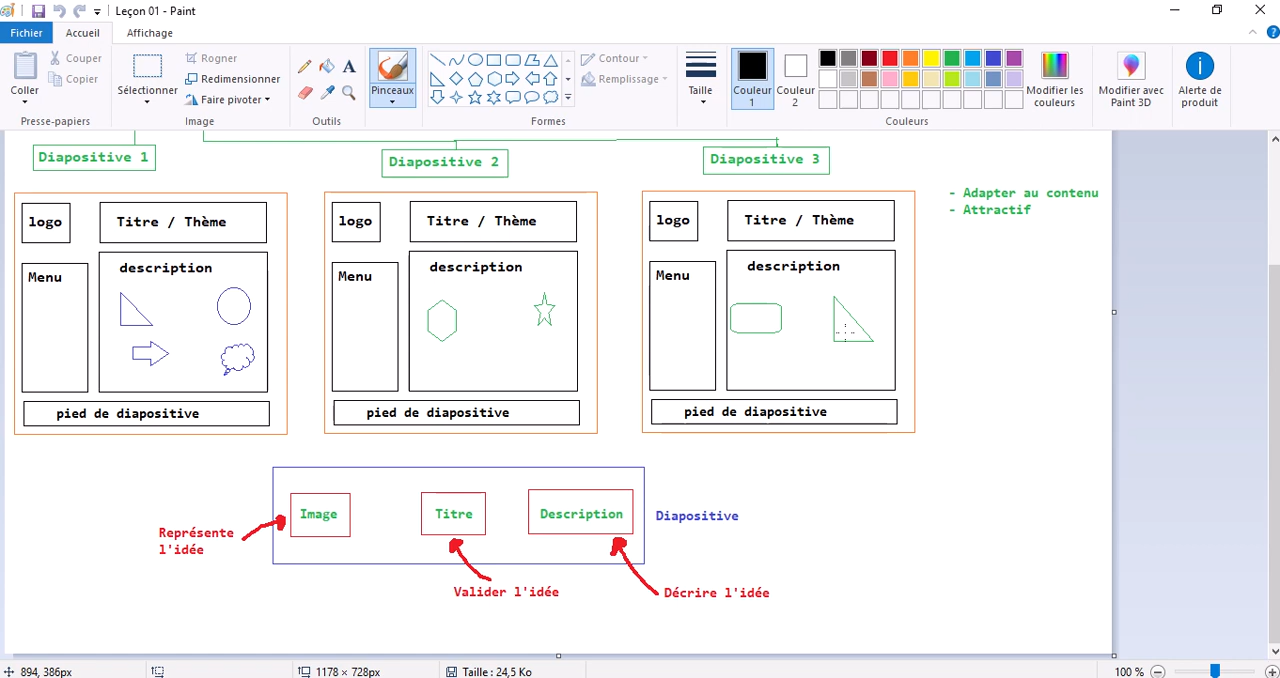 Leçon 01 - Paint
Fichier
Accueil
Affichage
Coller
Couper
Copier
Presse-papiers
Sélectionner
Rogner
Redimensionner
Faire pivoter
Image
Outils
Pinceaux
Contour
Remplissage
Formes
Taille
Couleur 1
Couleur 2
Couleurs
Modifier les couleurs
Modifier avec Paint 3D
Alerte de produit
Diapositive 1
Diapositive 2
Diapositive 3
logo
Titre / Thème
Menu
description
pied de diapositive
logo
Titre / Thème
Menu
description
pied de diapositive
logo
Titre / Thème
Menu
description
pied de diapositive
- Adapter au contenu
- Attractif
Image
Titre
Description
Diapositive
Représente
l'idée
Valider l'idée
Décrire l'idée
894, 386px
1178 × 728px
Taille : 24,5 Ko
100 %